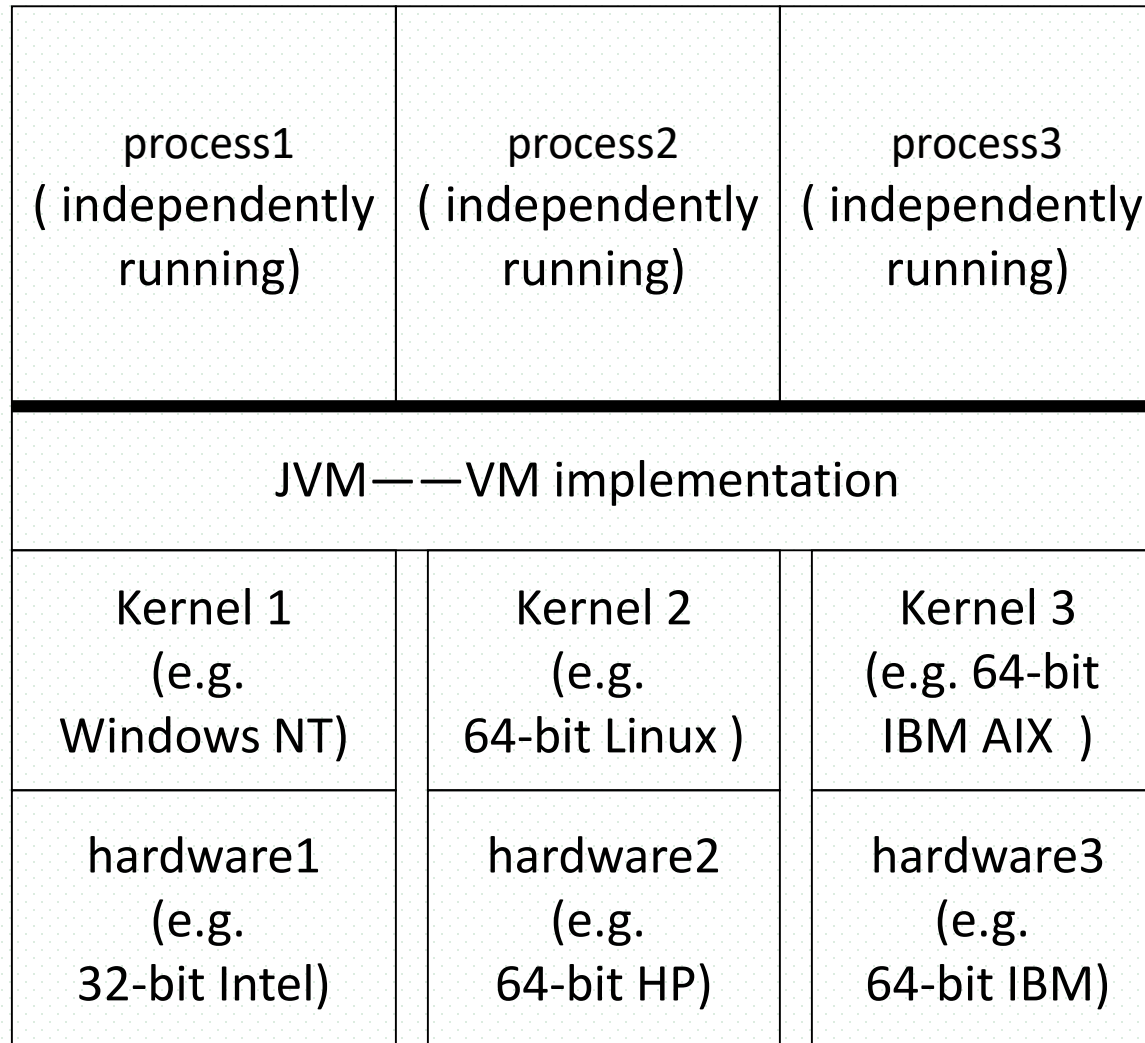 process1
( independently
running)
process2
( independently
running)
process3
( independently
running)
JVM——VM implementation
Kernel 1
(e.g.
Windows NT)
Kernel 2
(e.g.
64-bit Linux )
Kernel 3
(e.g. 64-bit
IBM AIX  )
hardware1
(e.g.
32-bit Intel)
hardware2
(e.g.
64-bit HP)
hardware3
(e.g.
64-bit IBM)